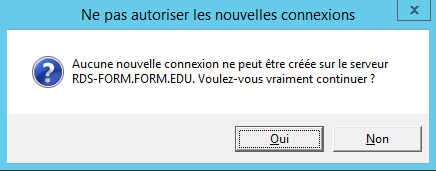 Ne pas autoriser les nouvelles connexions
x
Aucune nouvelle connexion ne peut être créée sur le serveur
RDS-FORM.FORM.EDU. Voulez-vous vraiment continuer ?
Oui
Non